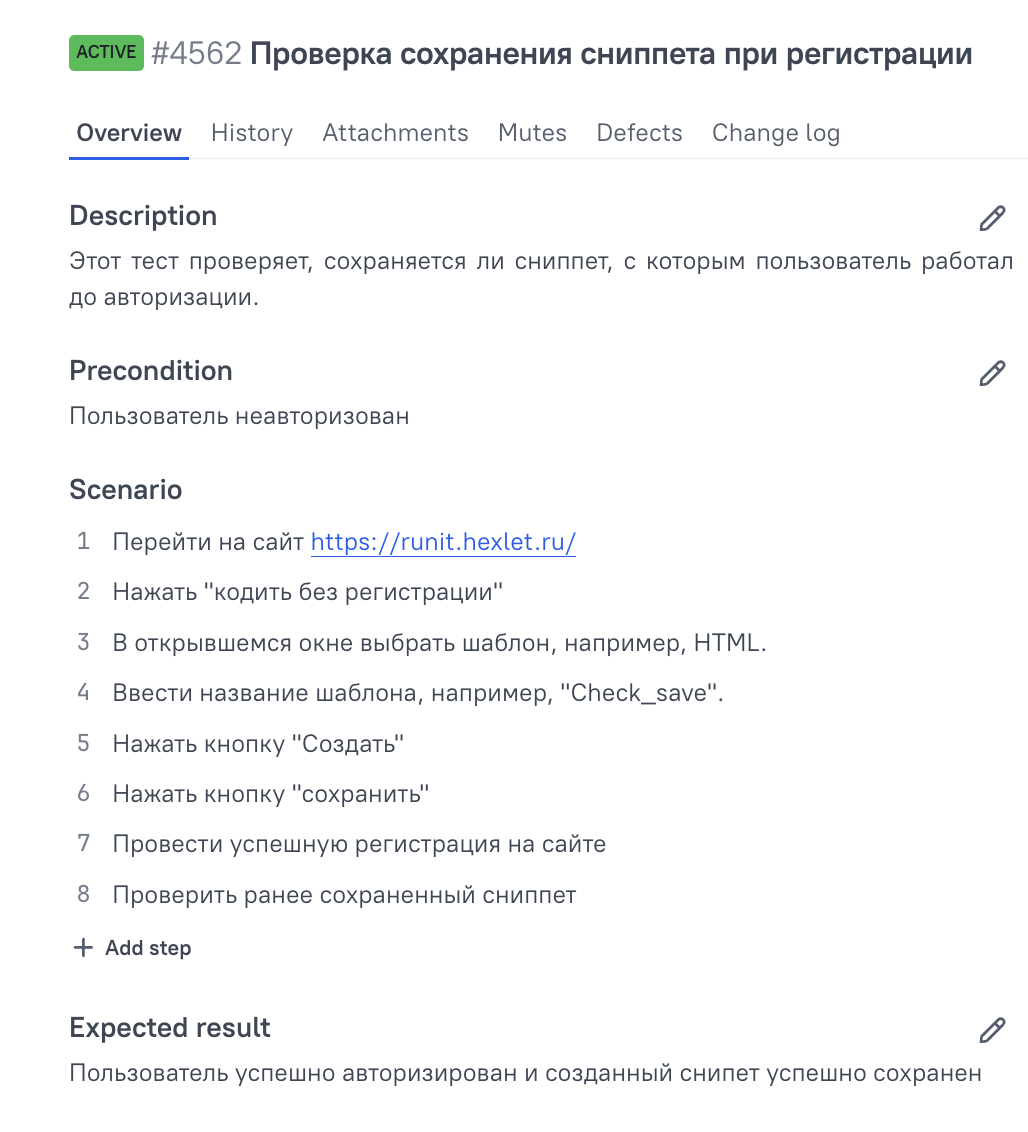 ACTIVE #4562 Проверка сохранения сниппета при регистрации
Overview History Attachments Mutes Defects Change log
Description
Этот тест проверяет, сохраняется ли сниппет, с которым пользователь работал
до авторизации.
Precondition
Пользователь неавторизован
Scenario
1 Перейти на сайт https://runit.hexlet.ru/
2 Нажать "кодить без регистрации"
3 В открывшемся окне выбрать шаблон, например, HTML.
4 Ввести название шаблона, например, "Check_save".
5 Нажать кнопку "Создать"
6 Нажать кнопку "сохранить"
7 Провести успешную регистрация на сайте
8 Проверить ранее сохраненный сниппет
+ Add step
Expected result
Пользователь успешно авторизирован и созданный снипет успешно сохранен